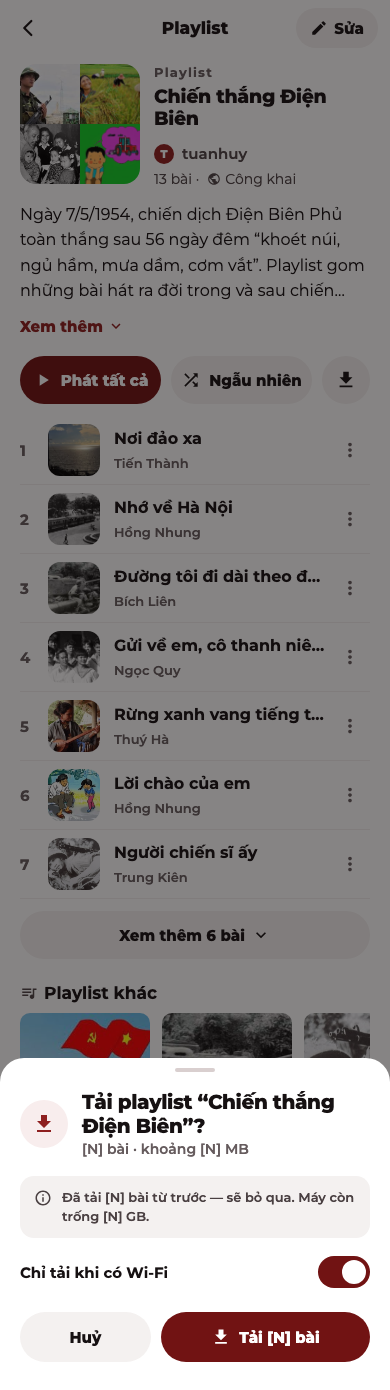 Playlist
Sửa
Playlist
Chiến thắng Điện
Biên
T tuanhuy
13 bài · Công khai
Ngày 7/5/1954, chiến dịch Điện Biên Phủ
toàn thắng sau 56 ngày đêm “khoét núi,
ngủ hầm, mưa dầm, cơm vắt”. Playlist gom
những bài hát ra đời trong và sau chiến...
Xem thêm
Phát tất cả
Ngẫu nhiên
1
Nơi đảo xa
Tiến Thành
2
Nhớ về Hà Nội
Hồng Nhung
3
Đường tôi đi dài theo đ...
Bích Liên
4
Gửi về em, cô thanh niê...
Ngọc Quy
5
Rừng xanh vang tiếng t...
Thuý Hà
6
Lời chào của em
Hồng Nhung
7
Người chiến sĩ ấy
Trung Kiên
Xem thêm 6 bài
Playlist khác
Tải playlist “Chiến thắng
Điện Biên”?
[N] bài · khoảng [N] MB
Đã tải [N] bài từ trước — sẽ bỏ qua. Máy còn
trống [N] GB.
Chỉ tải khi có Wi-Fi
Huỷ
Tải [N] bài